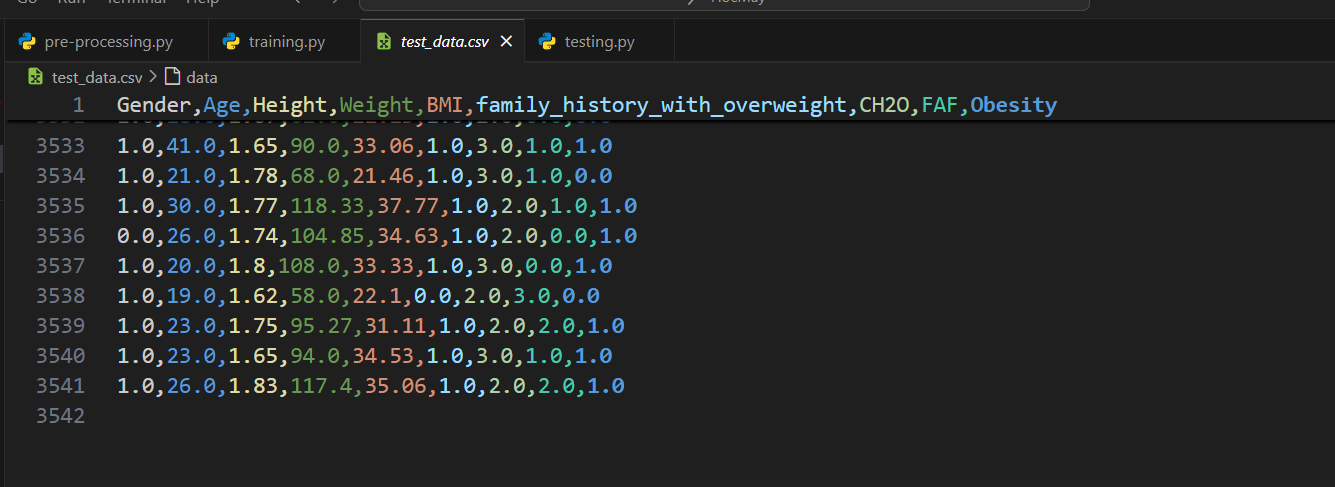 Go Run Terminal Help
pre-processing.py training.py test_data.csv testing.py
test_data.csv > data
1 Gender,Age,Height,Weight,BMI,family_history_with_overweight,CH2O,FAF,Obesity
3533 1.0,41.0,1.65,90.0,33.06,1.0,3.0,1.0,1.0
3534 1.0,21.0,1.78,68.0,21.46,1.0,3.0,1.0,0.0
3535 1.0,30.0,1.77,118.33,37.77,1.0,2.0,1.0,1.0
3536 0.0,26.0,1.74,104.85,34.63,1.0,2.0,0.0,1.0
3537 1.0,20.0,1.8,108.0,33.33,1.0,3.0,0.0,1.0
3538 1.0,19.0,1.62,58.0,22.1,0.0,2.0,3.0,0.0
3539 1.0,23.0,1.75,95.27,31.11,1.0,2.0,2.0,1.0
3540 1.0,23.0,1.65,94.0,34.53,1.0,3.0,1.0,1.0
3541 1.0,26.0,1.83,117.4,35.06,1.0,2.0,2.0,1.0
3542